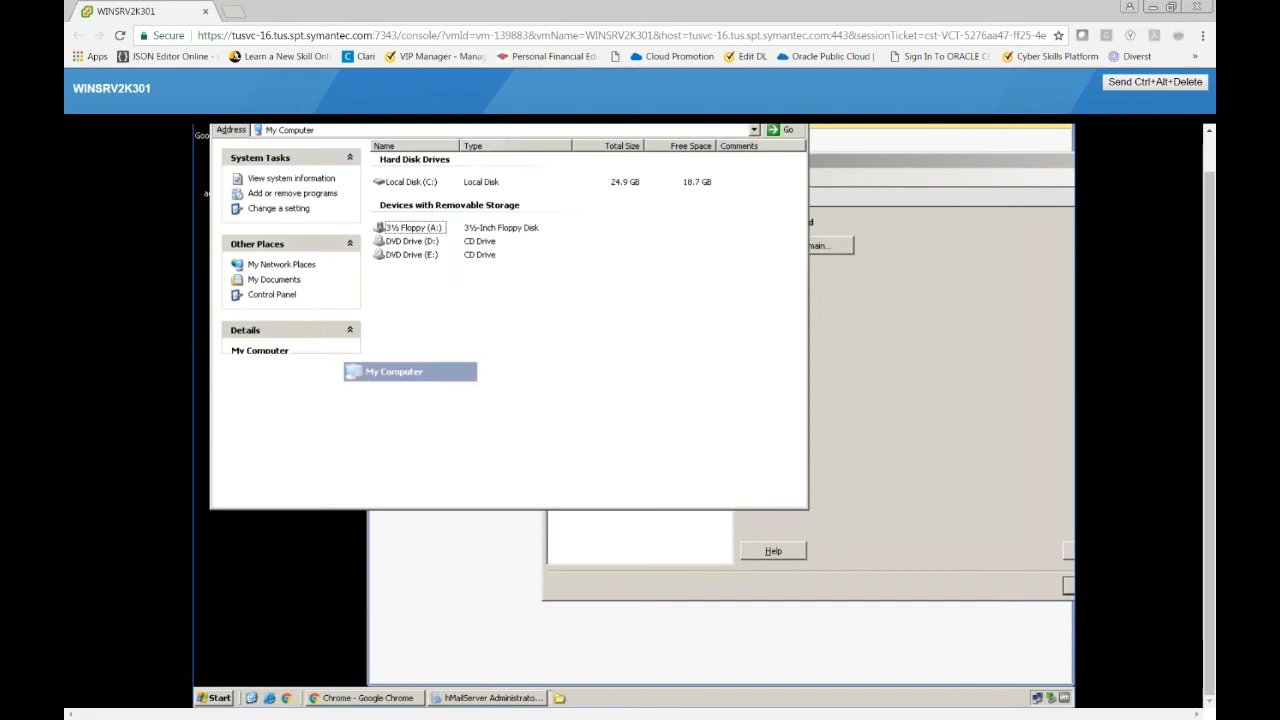 WINSRV2K301
Secure https://tusvc-16.tus.spt.symantec.com:7343/console/?vmId=vm-139883&vmName=WINSRV2K301&host=tusvc-16.tus.spt.symantec.com:443&sessionTicket=cst-VCT-5276aa47-ff25-4e
Apps JSON Editor Online - Learn a New Skill Onli Clari VIP Manager - Manag Personal Financial Edu Cloud Promotion Edit DL Oracle Public Cloud | Sign In To ORACLE Cl Cyber Skills Platform Diverst »
WINSRV2K301 Send Ctrl+Alt+Delete
Goo Address My Computer Go
Name Type Total Size Free Space Comments
System Tasks Hard Disk Drives
View system information Local Disk (C:) Local Disk 24.9 GB 18.7 GB
Add or remove programs
Change a setting Devices with Removable Storage
3½ Floppy (A:) 3½-Inch Floppy Disk
Other Places DVD Drive (D:) CD Drive
main...
DVD Drive (E:) CD Drive
My Network Places
My Documents
Control Panel
Details
My Computer
My Computer
Help
Start Chrome - Google Chrome hMailServer Administrato...